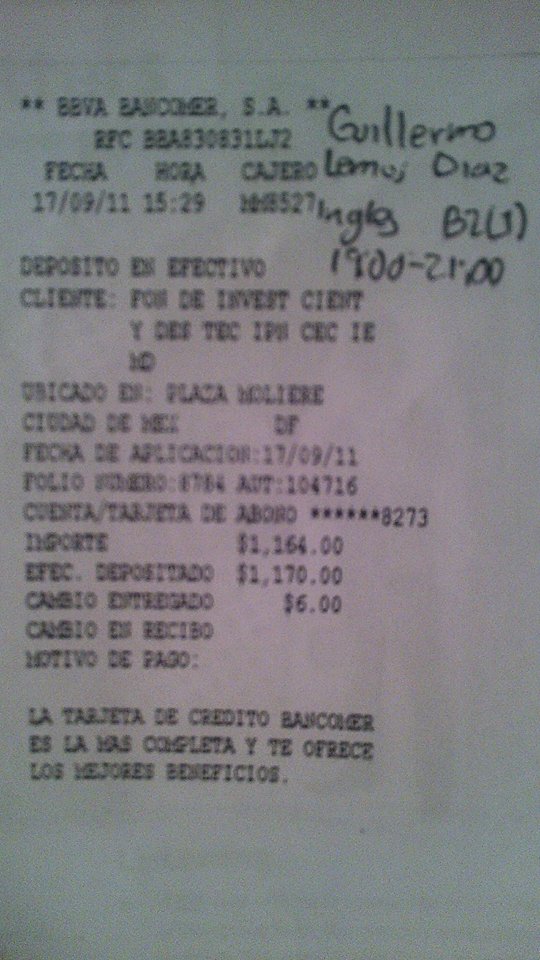 ** BBVA BANCOMER, S.A. **
RFC BBA830831LJ2
FECHA HORA CAJERO
17/09/11 15:29 MM8527
Guillermo
Lemus Diaz
Ingles B2(1)
19:00-21:00
DEPOSITO EN EFECTIVO
CLIENTE: FON DE INVEST CIENT
Y DES TEC IPN CEC IE
MD
UBICADO EN: PLAZA MOLIERE
CIUDAD DE MEX DF
FECHA DE APLICACION:17/09/11
FOLIO NUMERO:8784 AUT:104716
CUENTA/TARJETA DE ABONO ******8273
IMPORTE $1,164.00
EFEC. DEPOSITADO $1,170.00
CAMBIO ENTREGADO $6.00
CAMBIO EN RECIBO
MOTIVO DE PAGO:
LA TARJETA DE CREDITO BANCOMER
ES LA MAS COMPLETA Y TE OFRECE
LOS MEJORES BENEFICIOS.